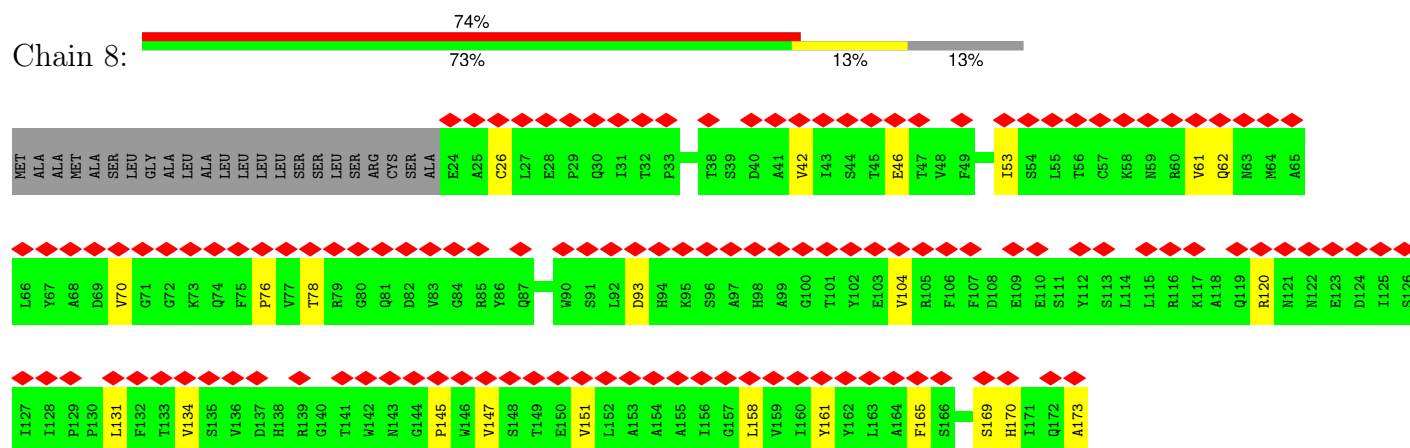 74%
Chain 8:
73% 13% 13%
MET ALA ALA MET ALA SER LEU GLY ALA LEU ALA LEU LEU LEU LEU SER SER LEU SER ARG CYS SER ALA E24 A25 C26 L27 E28 P29 Q30 I31 T32 P33 T38 S39 D40 A41 V42 I43 S44 T45 E46 T47 V48 F49 I53 S54 L55 T56 C57 K58 N59 R60 V61 Q62 N63 M64 A65
L66 Y67 A68 D69 V70 G71 G72 K73 Q74 F75 P76 V77 T78 R79 G80 Q81 D82 V83 G84 R85 Y86 Q87 W90 S91 L92 D93 H94 K95 S96 A97 H98 A99 G100 T101 Y102 E103 V104 R105 F106 F107 D108 E109 E110 S111 Y112 S113 L114 L115 R116 K117 A118 Q119 R120 N121 N122 E123 D124 I125 S126
I127 I128 P129 P130 L131 F132 T133 V134 S135 V136 D137 H138 R139 G140 T141 W142 N143 G144 P145 W146 V147 S148 T149 E150 V151 L152 A153 A154 A155 I156 G157 L158 V159 I160 Y161 Y162 L163 A164 F165 S166 S169 H170 I171 Q172 A173